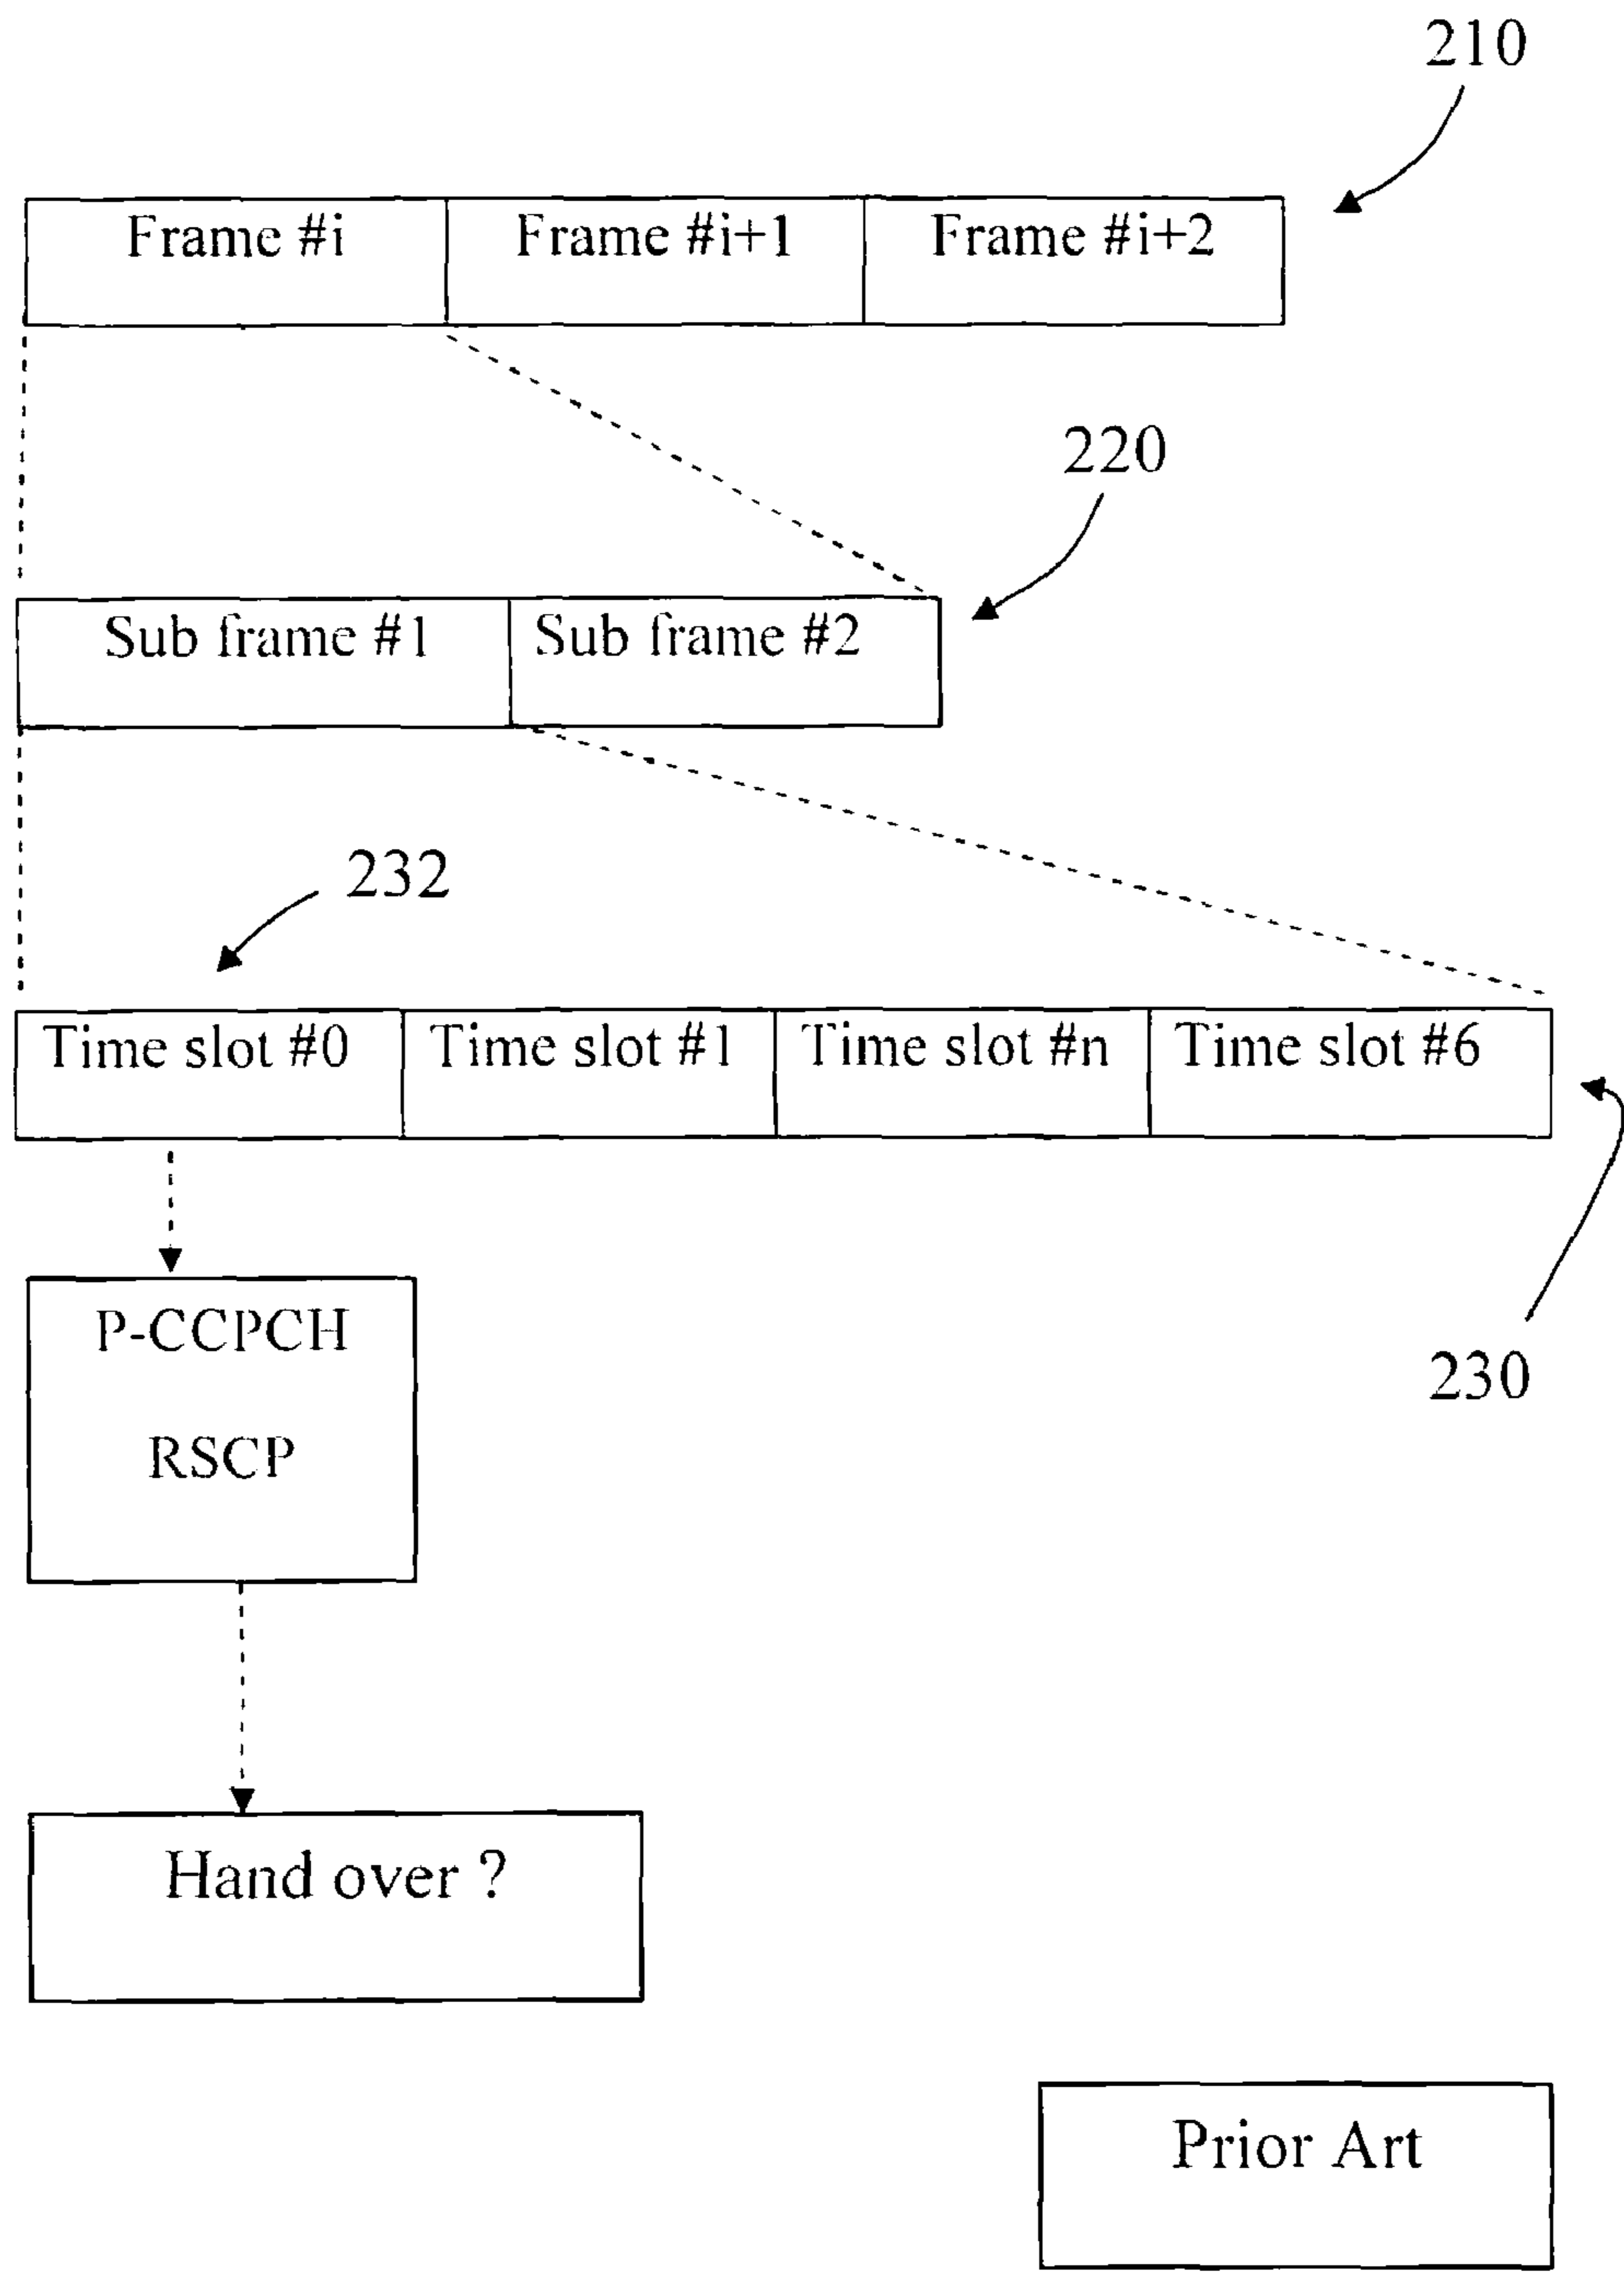 210
Frame #i Frame #i+1 Frame #i+2
220
Sub frame #1 Sub frame #2
232
Time slot #0 Time slot #1 Time slot #n Time slot #6
P-CCPCH
RSCP
230
Hand over ?
Prior Art